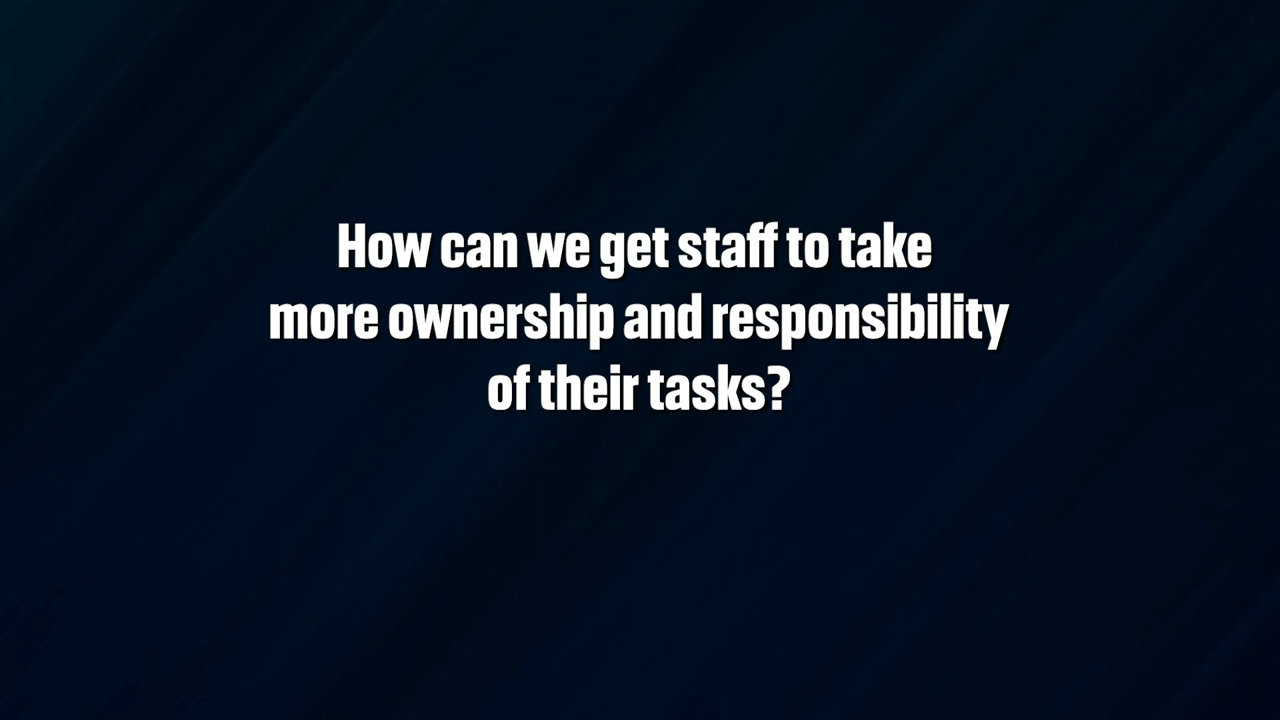 How can we get staff to take
more ownership and responsibility
of their tasks?